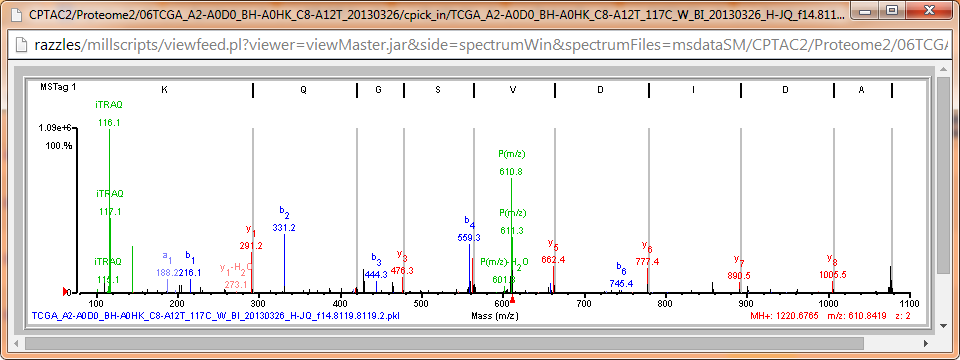 CPTAC2/Proteome2/06TCGA_A2-A0D0_BH-A0HK_C8-A12T_20130326/cpick_in/TCGA_A2-A0D0_BH-A0HK_C8-A12T_117C_W_BI_20130326_H-JQ_f14.811...
razzles/millscripts/viewfeed.pl?viewer=viewMaster.jar&side=spectrumWin&spectrumFiles=msdataSM/CPTAC2/Proteome2/06TCGA
MSTag 1
K Q G S V D I D A
iTRAQ
116.1
1.09e+6
100.%
P(m/z)
610.8
iTRAQ
117.1
b2
331.2
P(m/z)
611.3
y1
291.2
b4
559.3
iTRAQ
115.1
a1
188.2
b1
216.1
y1-H2O
273.1
b3
444.3
y3
476.3
P(m/z)-H2O
601.8
y5
662.4
b6
745.4
y6
777.4
y7
890.5
y8
1005.5
0
100 200 300 400 500 600 700 800 900 1000 1100
TCGA_A2-A0D0_BH-A0HK_C8-A12T_117C_W_BI_20130326_H-JQ_f14.8119.8119.2.pkl Mass (m/z) MH+: 1220.6765 m/z: 610.8419 z: 2